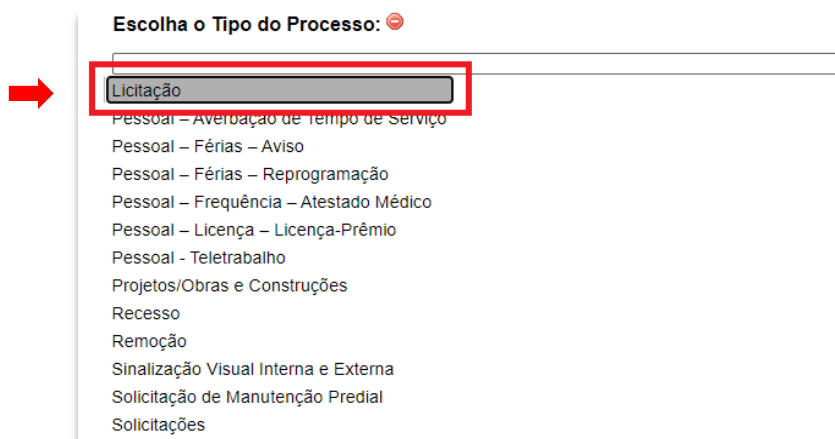 Escolha o Tipo do Processo:
Licitação
Pessoal – Averbação de Tempo de Serviço
Pessoal – Férias – Aviso
Pessoal – Férias – Reprogramação
Pessoal – Frequência – Atestado Médico
Pessoal – Licença – Licença-Prêmio
Pessoal - Teletrabalho
Projetos/Obras e Construções
Recesso
Remoção
Sinalização Visual Interna e Externa
Solicitação de Manutenção Predial
Solicitações